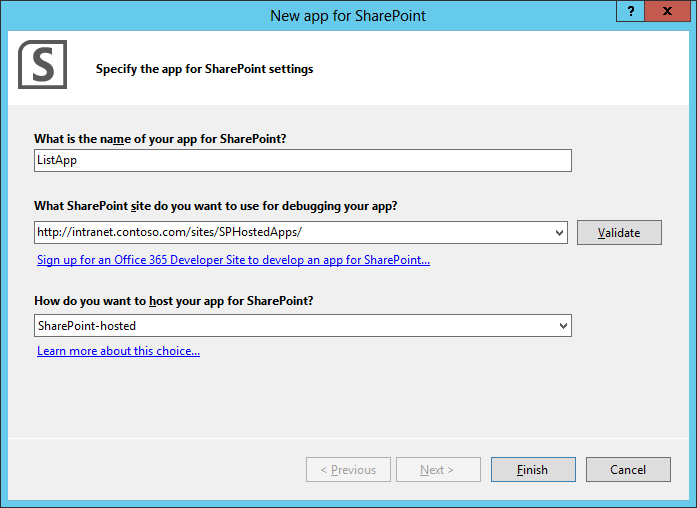 New app for SharePoint
?
x
S
Specify the app for SharePoint settings
What is the name of your app for SharePoint?
ListApp
What SharePoint site do you want to use for debugging your app?
http://intranet.contoso.com/sites/SPHostedApps/
Validate
Sign up for an Office 365 Developer Site to develop an app for SharePoint...
How do you want to host your app for SharePoint?
SharePoint-hosted
Learn more about this choice...
< Previous
Next >
Finish
Cancel